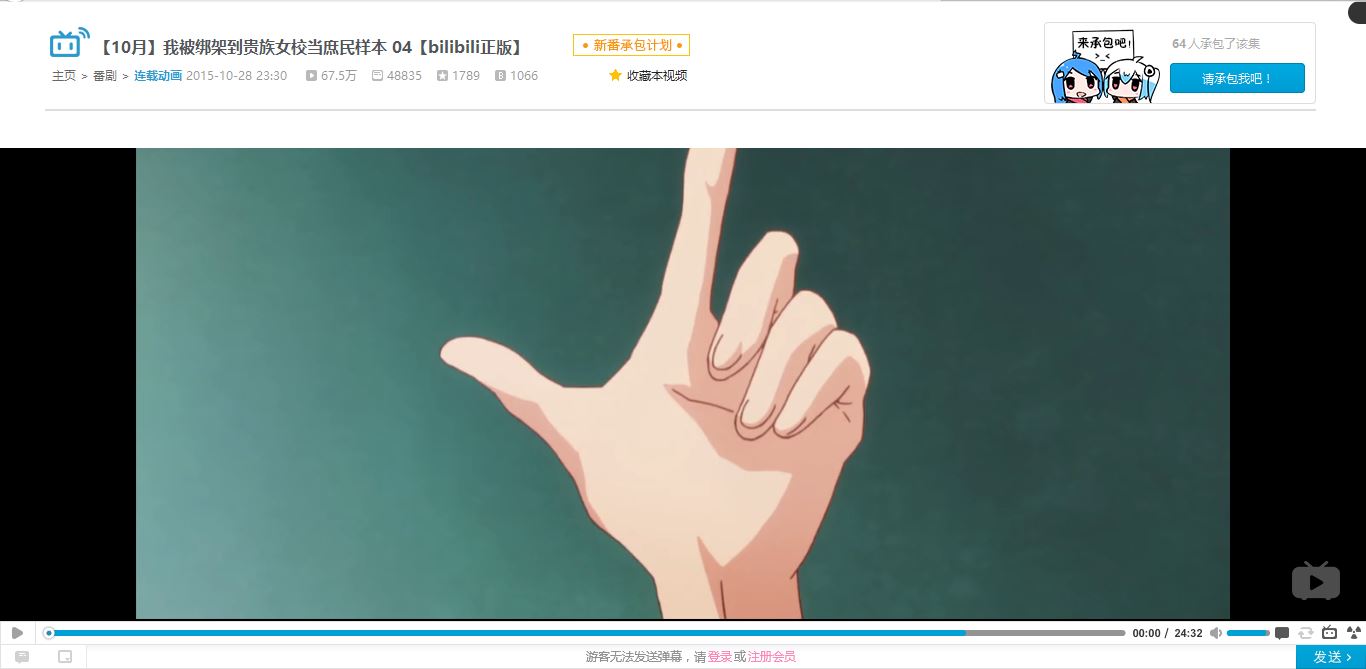 【10月】我被绑架到贵族女校当庶民样本 04【bilibili正版】
• 新番承包计划 •
主页 > 番剧 > 连载动画 2015-10-28 23:30 67.5万 48835 1789 1066
收藏本视频
来承包吧!
64 人承包了该集
请承包我吧！
00:00 / 24:32
游客无法发送弹幕，请登录或注册会员
发送 ›